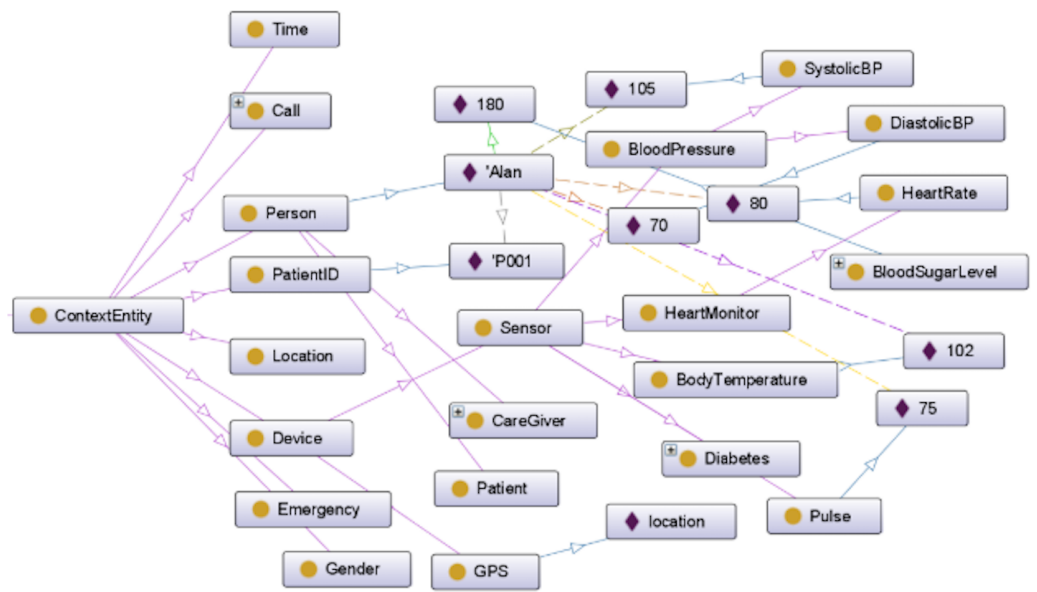 Time
SystolicBP
105
180
Call
DiastolicBP
BloodPressure
'Alan
HeartRate
80
Person
70
'P001
PatientID
BloodSugarLevel
ContextEntity
HeartMonitor
Sensor
102
Location
BodyTemperature
75
CareGiver
Device
Diabetes
Patient
Emergency
Pulse
location
Gender
GPS